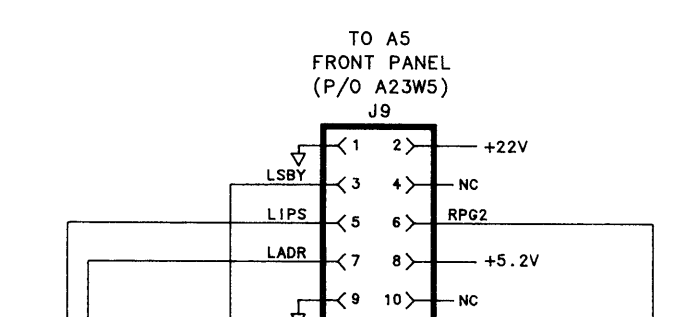 TO A5
FRONT PANEL
(P/O A23W5)
J9
1 2 +22V
LSBY 3 4 NC
LIPS 5 6 RPG2
LADR 7 8 +5.2V
9 10 NC